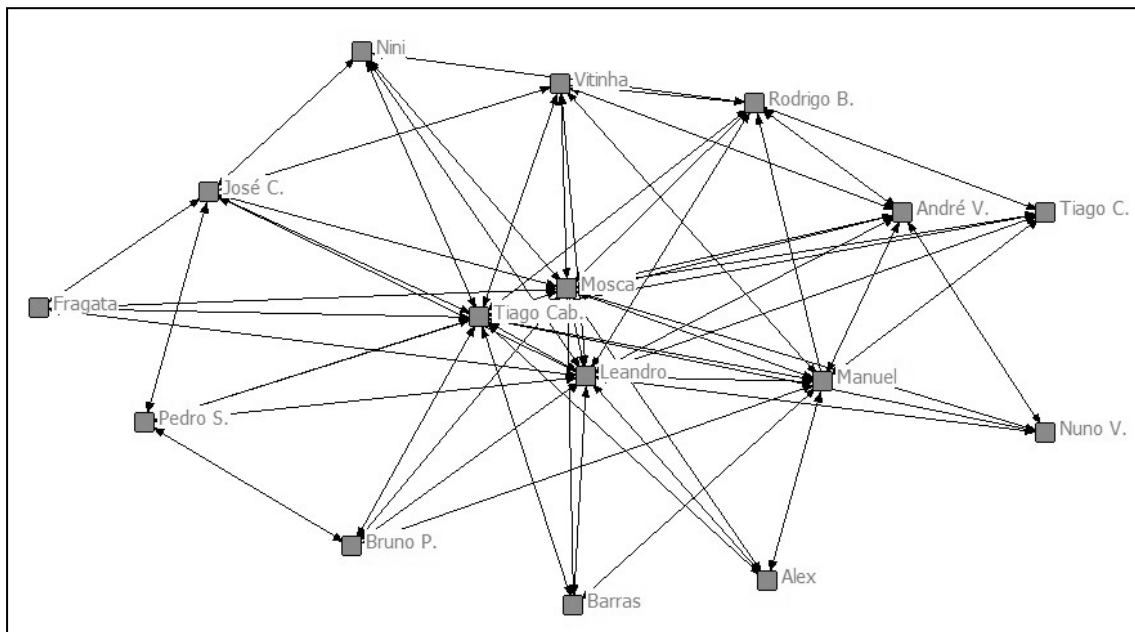 Nini
Vitinha
Rodrigo B.
José C.
André V.
Tiago C.
Mosca
Fragata
Tiago Cab.
Leandro
Manuel
Pedro S.
Nuno V.
Bruno P.
Alex
Barras